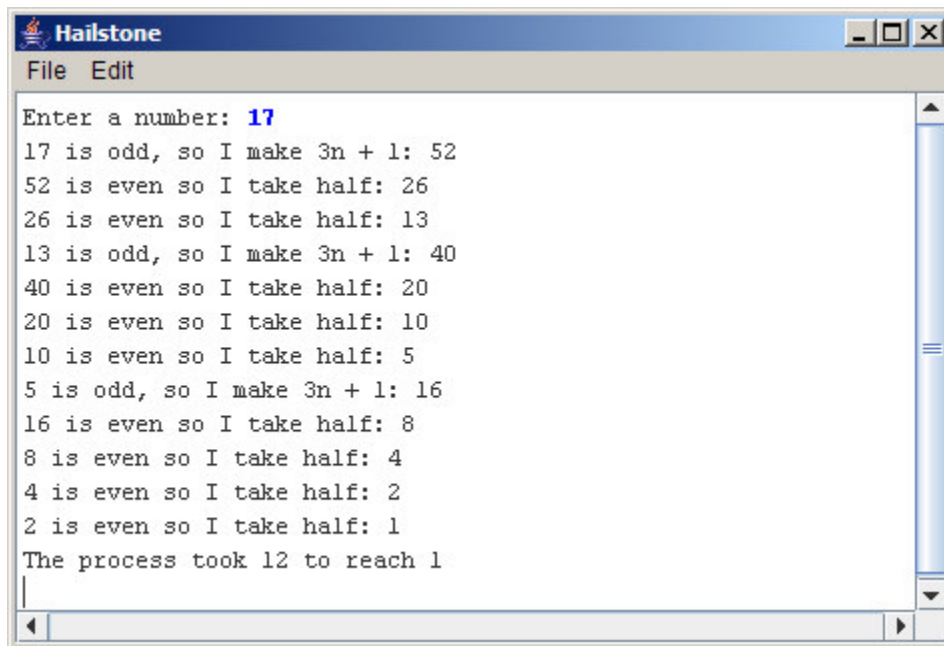 Hailstone
File Edit
Enter a number: 17
17 is odd, so I make 3n + 1: 52
52 is even so I take half: 26
26 is even so I take half: 13
13 is odd, so I make 3n + 1: 40
40 is even so I take half: 20
20 is even so I take half: 10
10 is even so I take half: 5
5 is odd, so I make 3n + 1: 16
16 is even so I take half: 8
8 is even so I take half: 4
4 is even so I take half: 2
2 is even so I take half: 1
The process took 12 to reach 1